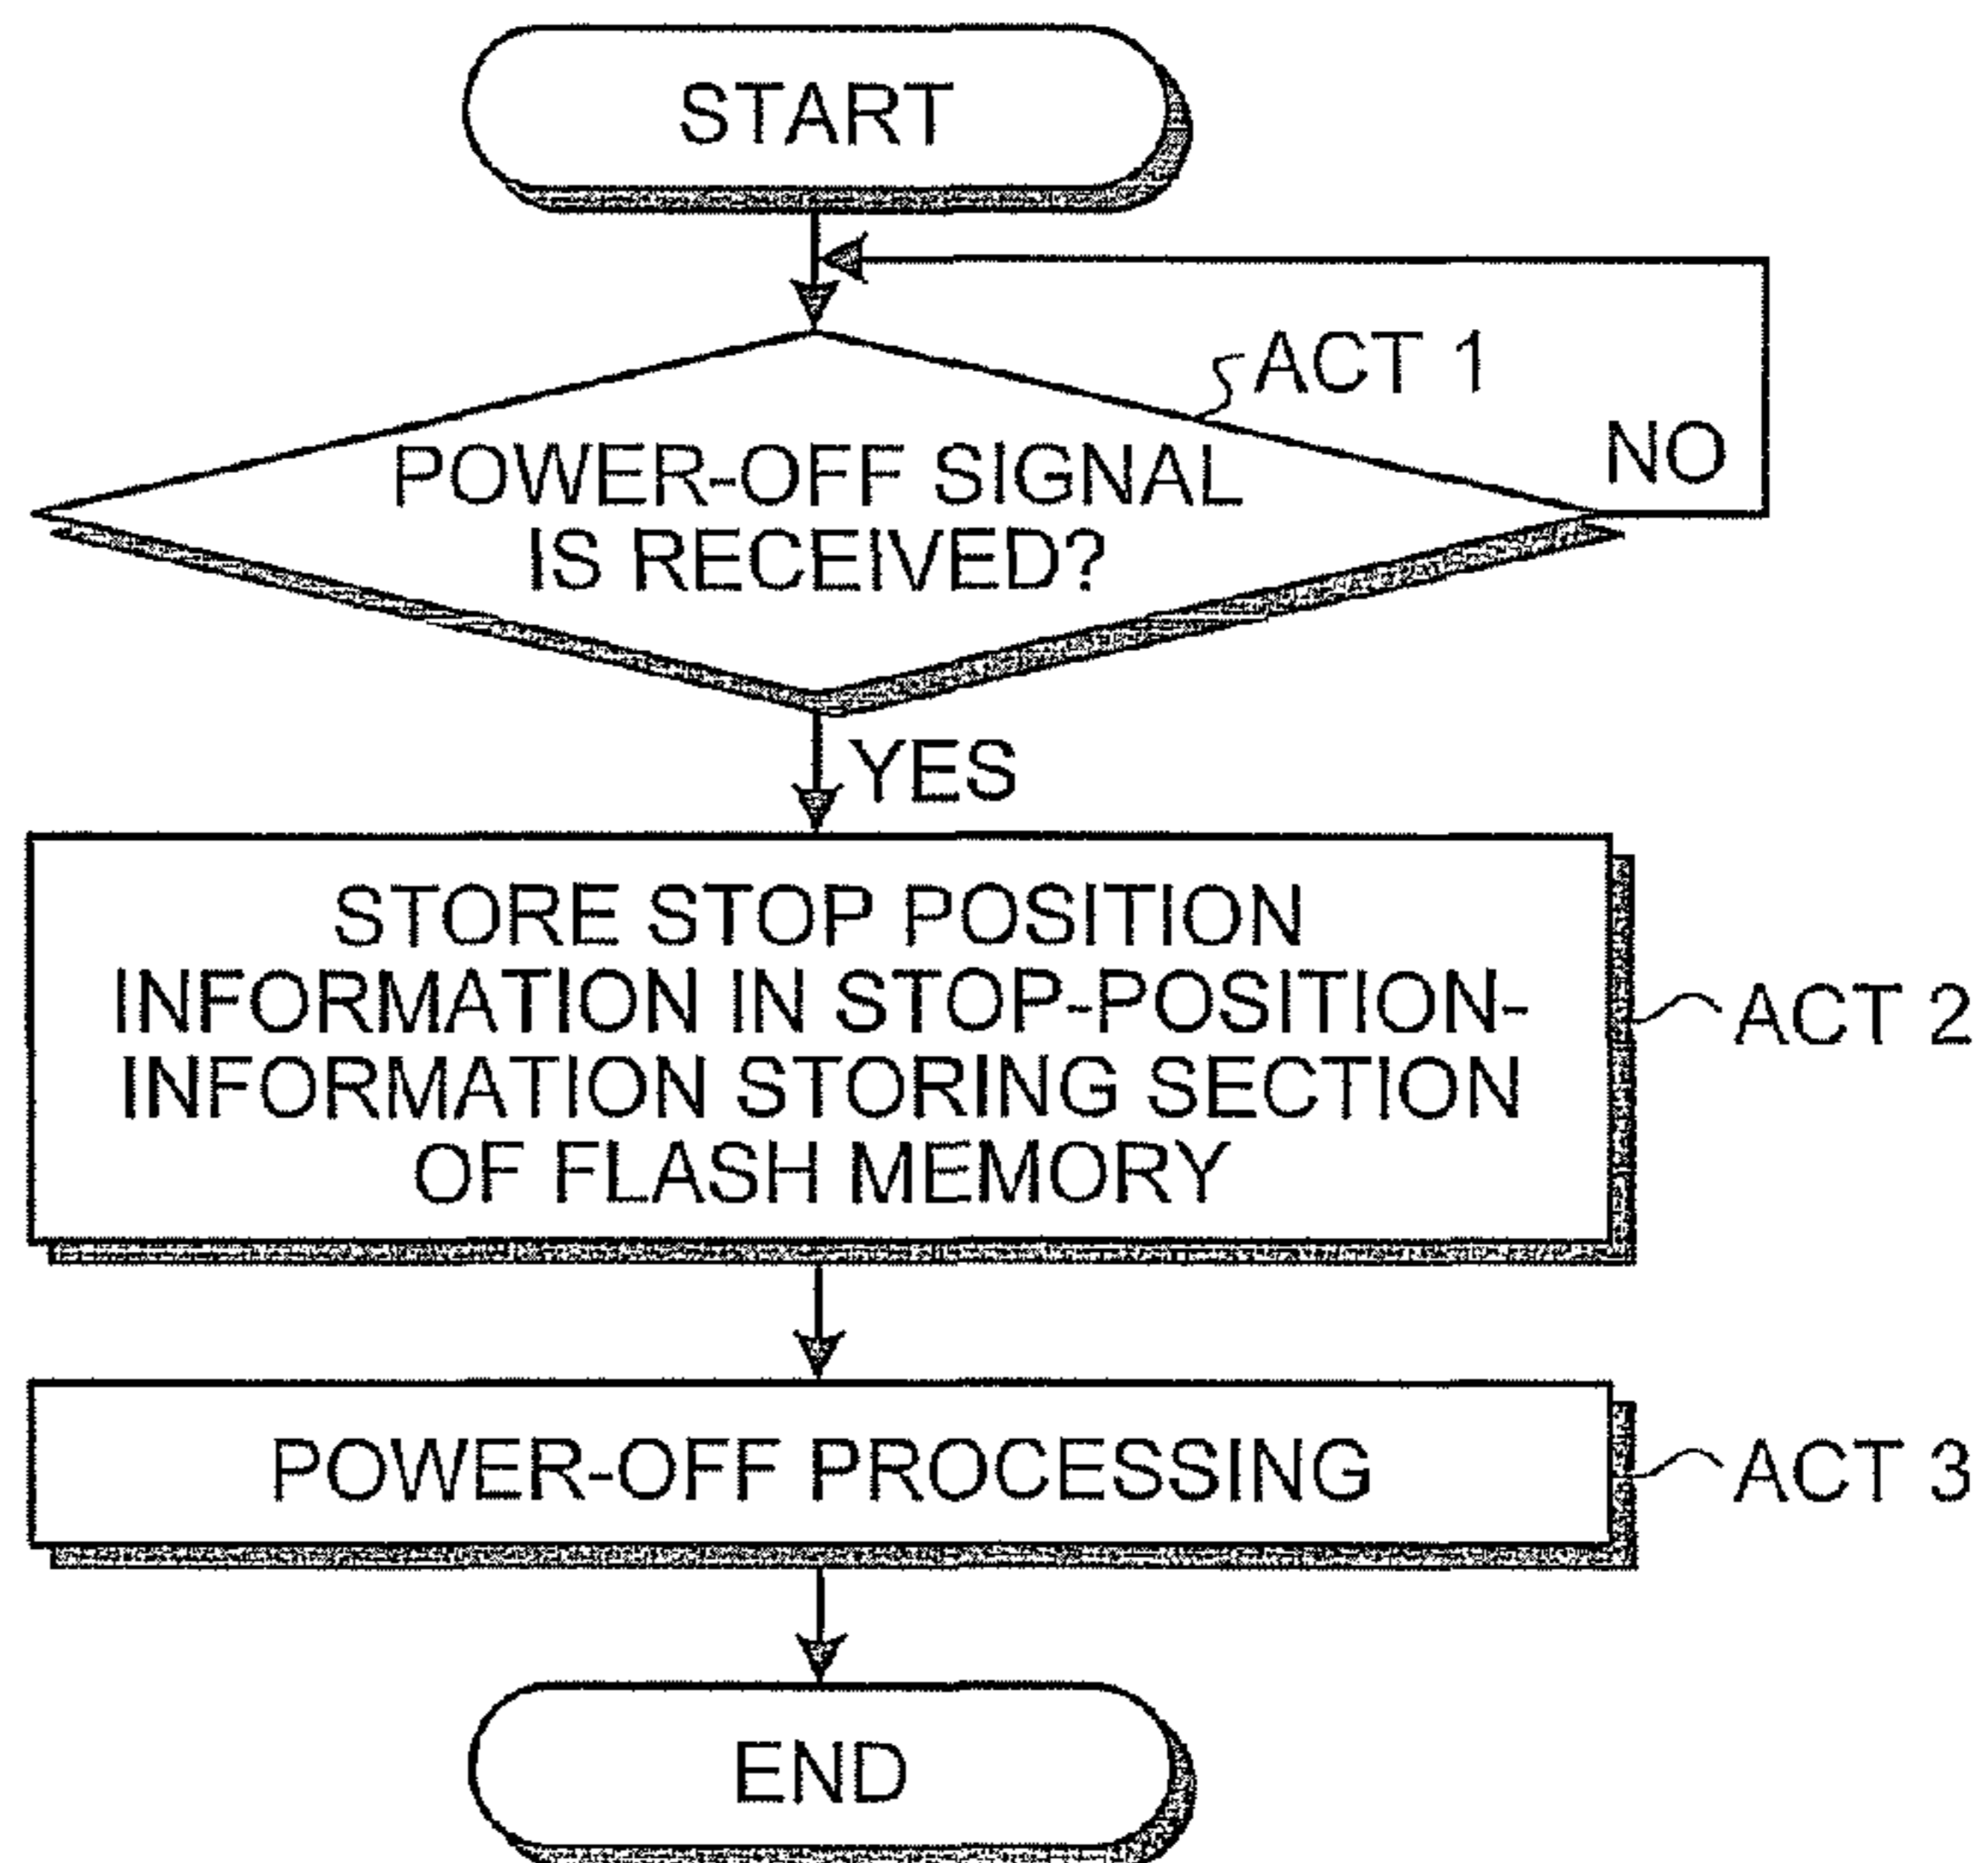 START
ACT 1
NO
POWER-OFF SIGNAL
IS RECEIVED?
YES
STORE STOP POSITION
INFORMATION IN STOP-POSITION-
INFORMATION STORING SECTION
OF FLASH MEMORY
ACT 2
POWER-OFF PROCESSING
ACT 3
END